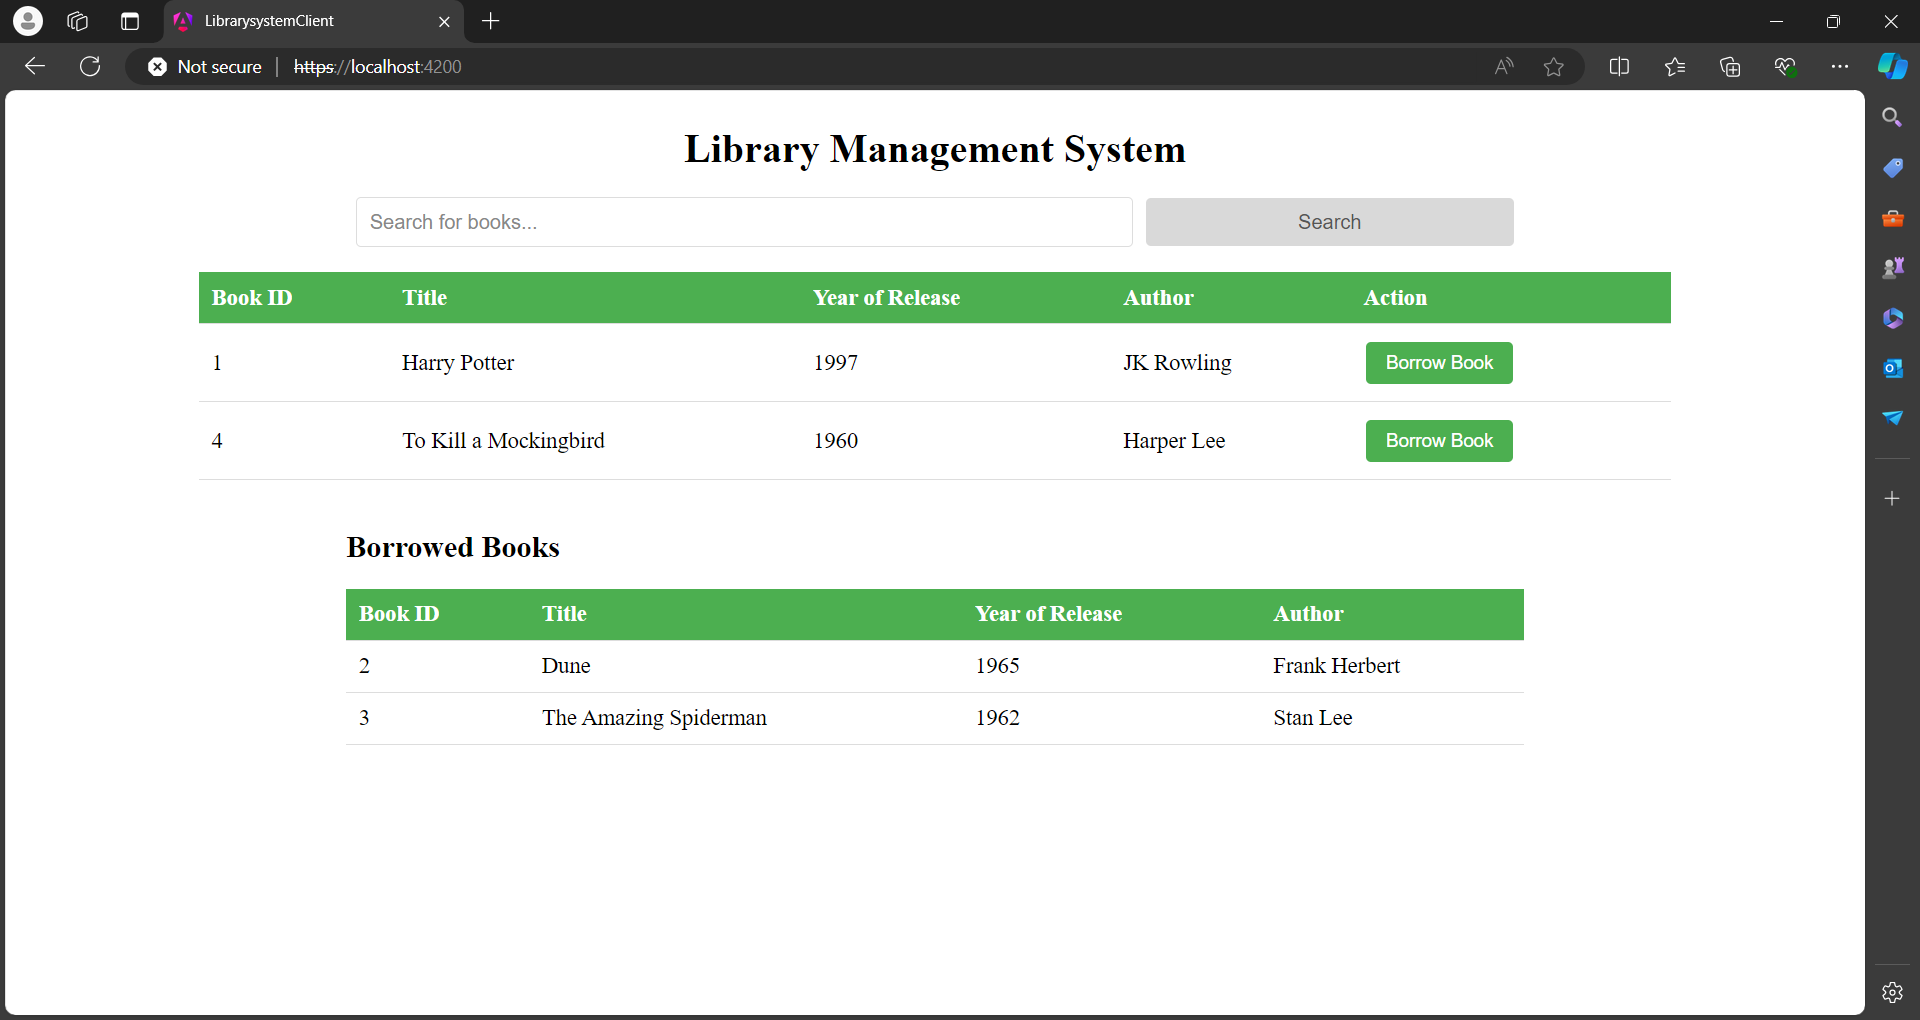 LibrarysystemClient
Not secure https://localhost:4200
Library Management System
Search for books... Search
Book ID Title Year of Release Author Action
1 Harry Potter 1997 JK Rowling Borrow Book
4 To Kill a Mockingbird 1960 Harper Lee Borrow Book
Borrowed Books
Book ID Title Year of Release Author
2 Dune 1965 Frank Herbert
3 The Amazing Spiderman 1962 Stan Lee